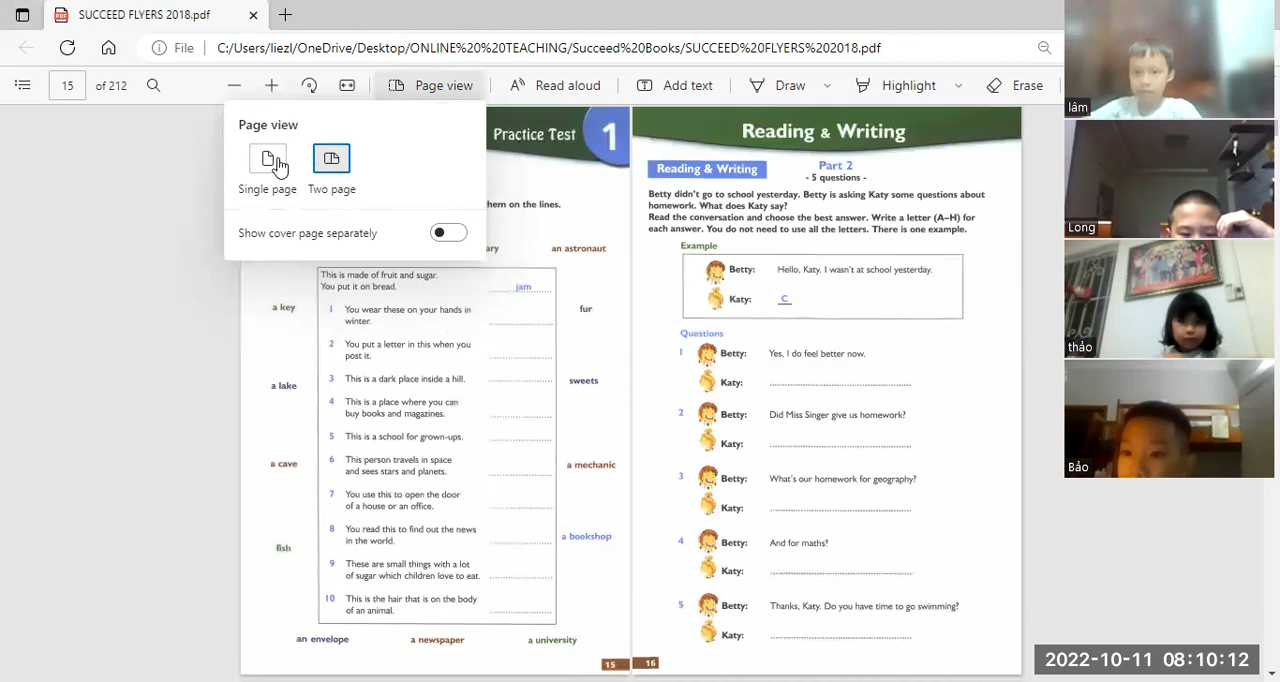 SUCCEED FLYERS 2018.pdf
File
C:/Users/liezl/OneDrive/Desktop/ONLINE%20%20TEACHING/Succeed%20Books/SUCCEED%20FLYERS%202018.pdf
15
of 212
Page view
Read aloud
Add text
Draw
Highlight
Erase
Page view
Single page
Two page
Show cover page separately
Practice Test
1
them on the lines.
an astronaut
This is made of fruit and sugar.
You put it on bread.
jam
1 You wear these on your hands in
winter.
2 You put a letter in this when you
post it.
3 This is a dark place inside a hill.
4 This is a place where you can
buy books and magazines.
5 This is a school for grown-ups.
6 This person travels in space
and sees stars and planets.
7 You use this to open the door
of a house or an office.
8 You read this to find out the news
in the world.
9 These are small things with a lot
of sugar which children love to eat.
10 This is the hair that is on the body
of an animal.
a key
a lake
a cave
fish
fur
sweets
a mechanic
a bookshop
an envelope
a newspaper
a university
15
Reading & Writing
Reading & Writing
Part 2
- 5 questions -
Betty didn't go to school yesterday. Betty is asking Katy some questions about
homework. What does Katy say?
Read the conversation and choose the best answer. Write a letter (A–H) for
each answer. You do not need to use all the letters. There is one example.
Example
Betty: Hello, Katy. I wasn't at school yesterday.
Katy: C
Questions
1 Betty: Yes, I do feel better now.
Katy:
2 Betty: Did Miss Singer give us homework?
Katy:
3 Betty: What's our homework for geography?
Katy:
4 Betty: And for maths?
Katy:
5 Betty: Thanks, Katy. Do you have time to go swimming?
Katy:
16
lâm
Long
thảo
Bảo
2022-10-11 08:10:12